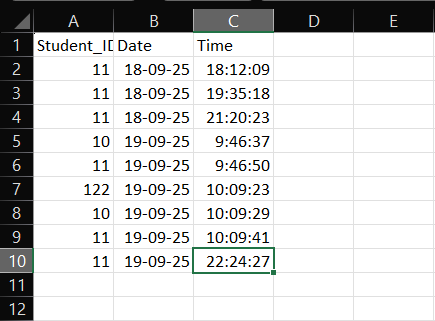 A B C D E
1 Student_ID Date Time
2 11 18-09-25 18:12:09
3 11 18-09-25 19:35:18
4 11 18-09-25 21:20:23
5 10 19-09-25 9:46:37
6 11 19-09-25 9:46:50
7 122 19-09-25 10:09:23
8 10 19-09-25 10:09:29
9 11 19-09-25 10:09:41
10 11 19-09-25 22:24:27
11
12